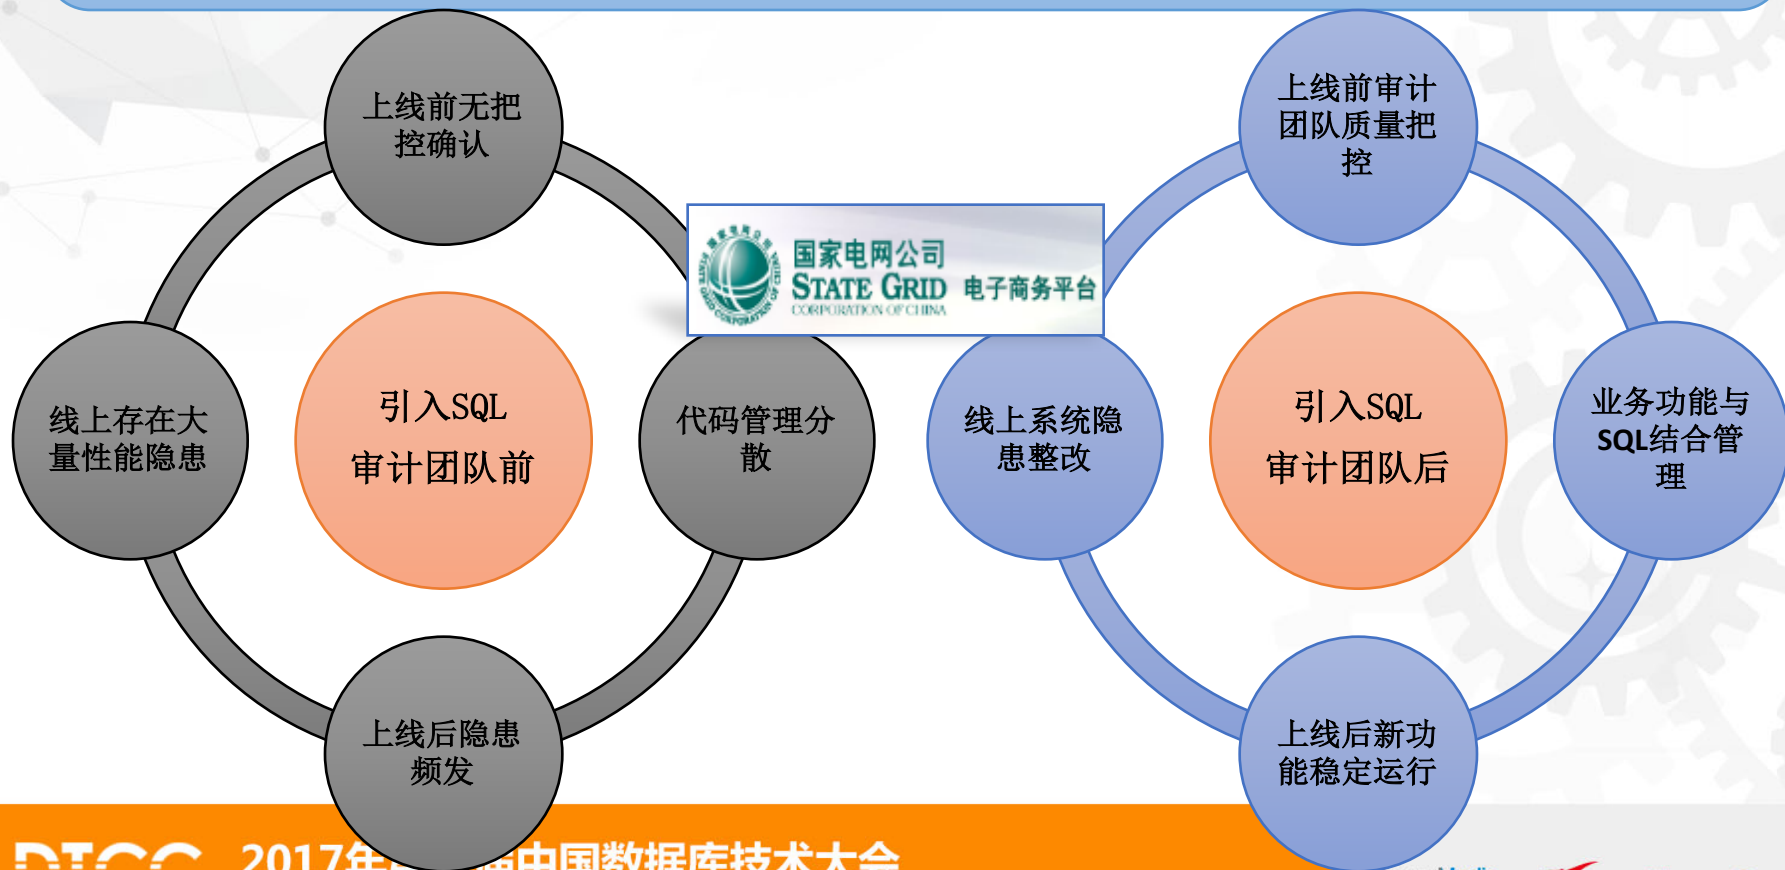 上线前无把
控确认
线上存在大
量性能隐患
引入SQL
审计团队前
代码管理分
散
上线后隐患
频发
国家电网公司
STATE GRID
CORPORATION OF CHINA
电子商务平台
上线前审计
团队质量把
控
线上系统隐
患整改
引入SQL
审计团队后
业务功能与
SQL结合管
理
上线后新功
能稳定运行
DTCC 2017年 中国数据库技术大会